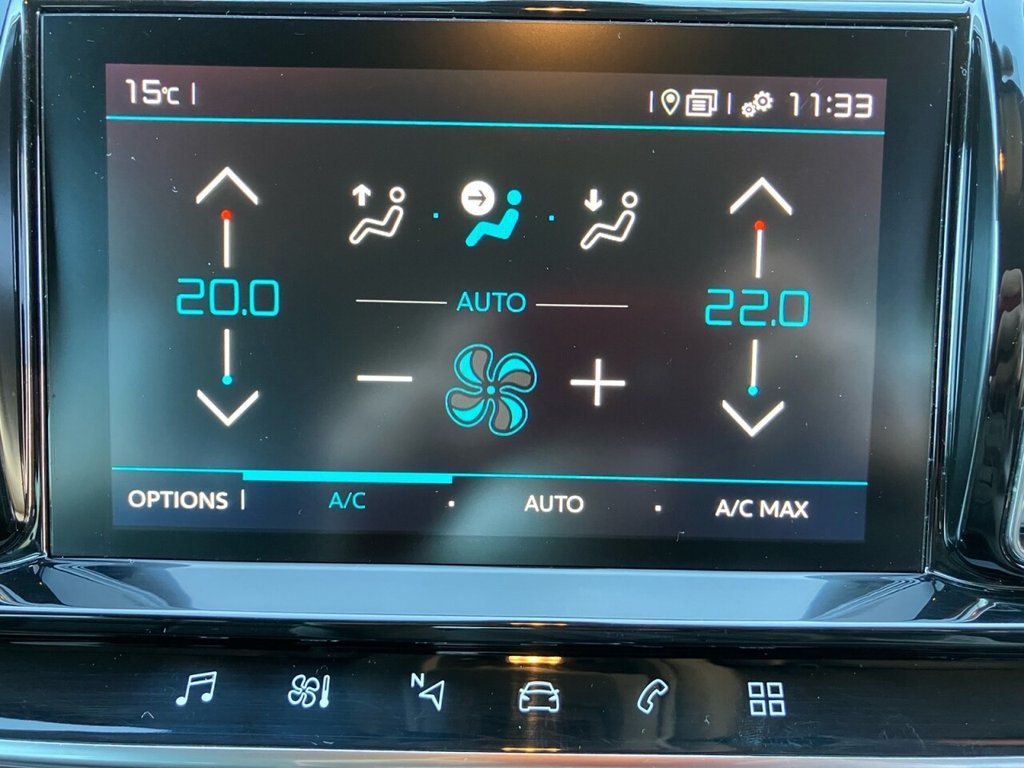 15°C 11:33
20.0 22.0
AUTO
OPTIONS A/C AUTO A/C MAX
N